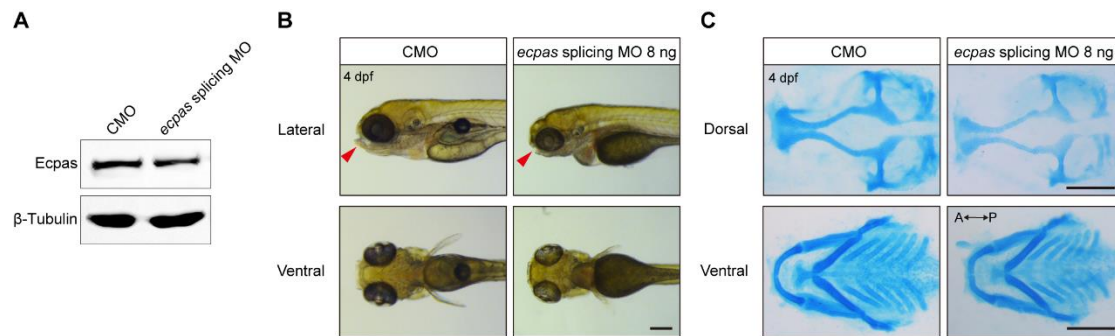 A
CMO
ecpas splicing MO
Ecpas
β-Tubulin
B
CMO
ecpas splicing MO 8 ng
4 dpf
Lateral
Ventral
C
CMO
ecpas splicing MO 8 ng
4 dpf
Dorsal
Ventral
A↔P